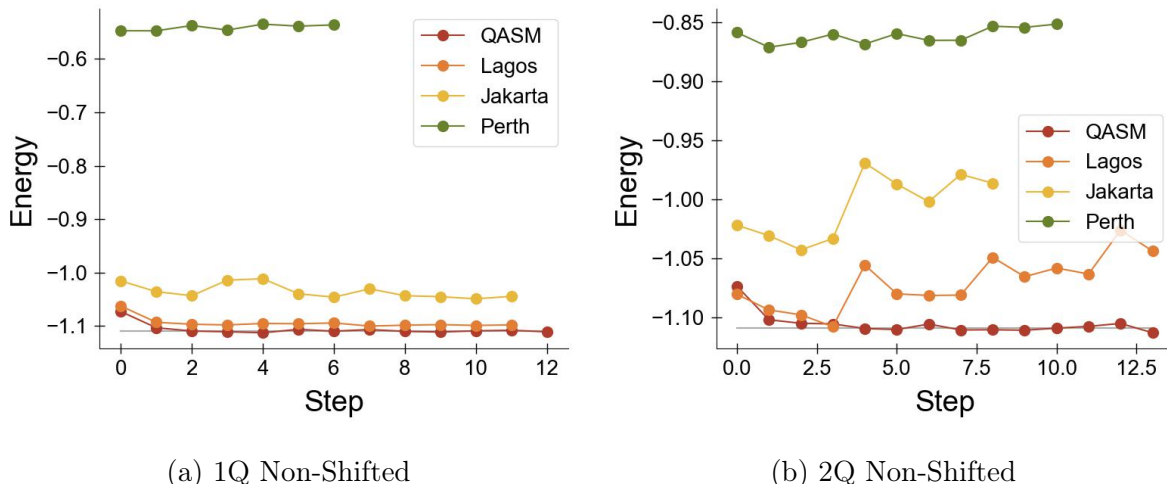 −0.6
−0.7
−0.8
−0.9
−1.0
−1.1
Energy
0 2 4 6 8 10 12
Step
QASM
Lagos
Jakarta
Perth
(a) 1Q Non-Shifted
−0.85
−0.90
−0.95
−1.00
−1.05
−1.10
Energy
0.0 2.5 5.0 7.5 10.0 12.5
Step
QASM
Lagos
Jakarta
Perth
(b) 2Q Non-Shifted